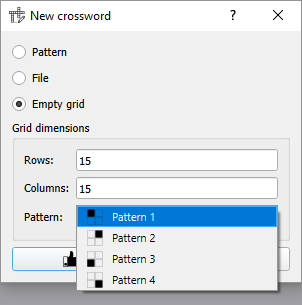 New crossword
?
Pattern
File
Empty grid
Grid dimensions
Rows: 15
Columns: 15
Pattern: Pattern 1
Pattern 2
Pattern 3
Pattern 4